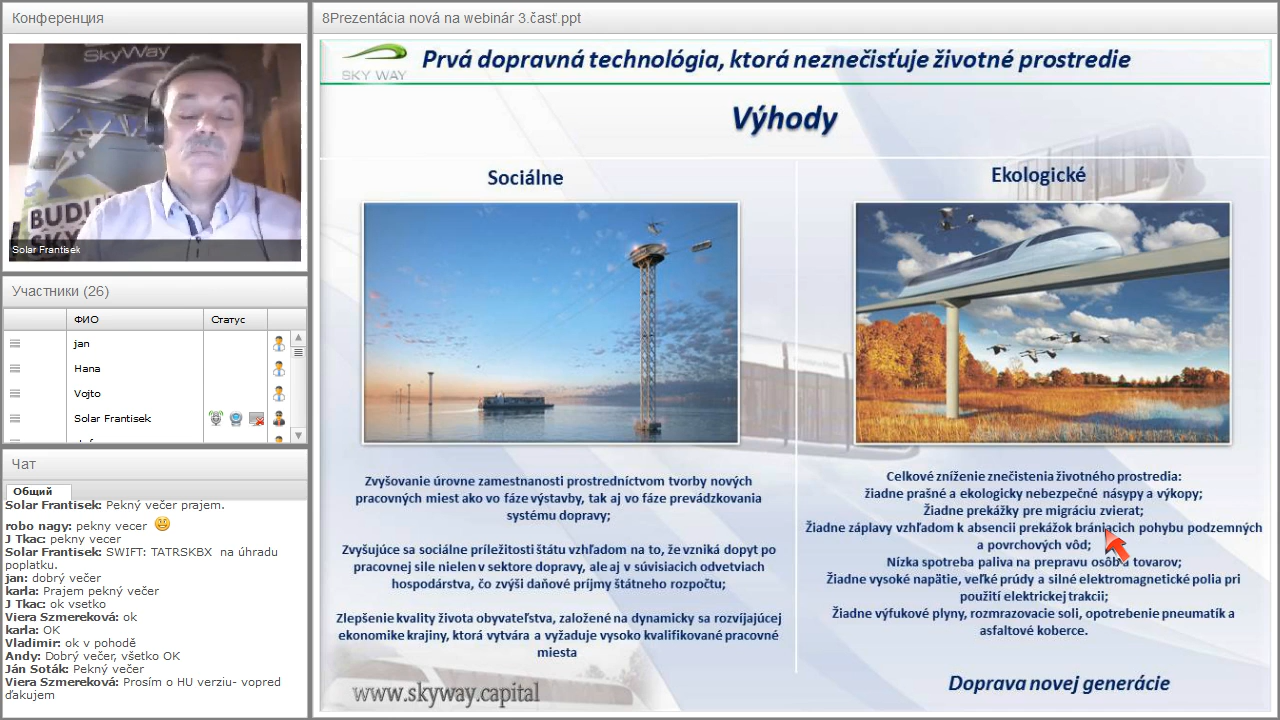 Конференция
SkyWay
BUDU
SKY
Solar Frantisek
Участники (26)
ФИО
Статус
jan
Hana
Vojto
Solar Frantisek
Чат
Общий
Solar Frantisek: Pekný večer prajem.
robo nagy: pekny vecer
J Tkac: pekny vecer
Solar Frantisek: SWIFT: TATRSKBX na úhradu
poplatku.
jan: dobrý večer
karla: Prajem pekný večer
J Tkac: ok vsetko
Viera Szmereková: ok
karla: OK
Vladimir: ok v pohodě
Andy: Dobrý večer, všetko OK
Ján Soták: Pekný večer
Viera Szmereková: Prosím o HU verziu- vopred
ďakujem
8Prezentácia nová na webinár 3.časť.ppt
SKY WAY
Prvá dopravná technológia, ktorá neznečisťuje životné prostredie
Výhody
Sociálne
Zvyšovanie úrovne zamestnanosti prostredníctvom tvorby nových
pracovných miest ako vo fáze výstavby, tak aj vo fáze prevádzkovania
systému dopravy;
Zvyšujúce sa sociálne príležitosti štátu vzhľadom na to, že vzniká dopyt po
pracovnej sile nielen v sektore dopravy, ale aj v súvisiacich odvetviach
hospodárstva, čo zvýši daňové príjmy štátneho rozpočtu;
Zlepšenie kvality života obyvateľstva, založené na dynamicky sa rozvíjajúcej
ekonomike krajiny, ktorá vytvára a vyžaduje vysoko kvalifikované pracovné
miesta
www.skyway.capital
Ekologické
Celkové zníženie znečistenia životného prostredia:
žiadne prašné a ekologicky nebezpečné násypy a výkopy;
Žiadne prekážky pre migráciu zvierat;
Žiadne záplavy vzhľadom k absencii prekážok brániacich pohybu podzemných
a povrchových vôd;
Nízka spotreba paliva na prepravu osôb a tovarov;
Žiadne vysoké napätie, veľké prúdy a silné elektromagnetické polia pri
použití elektrickej trakcii;
Žiadne výfukové plyny, rozmrazovacie soli, opotrebenie pneumatík a
asfaltové koberce.
Doprava novej generácie